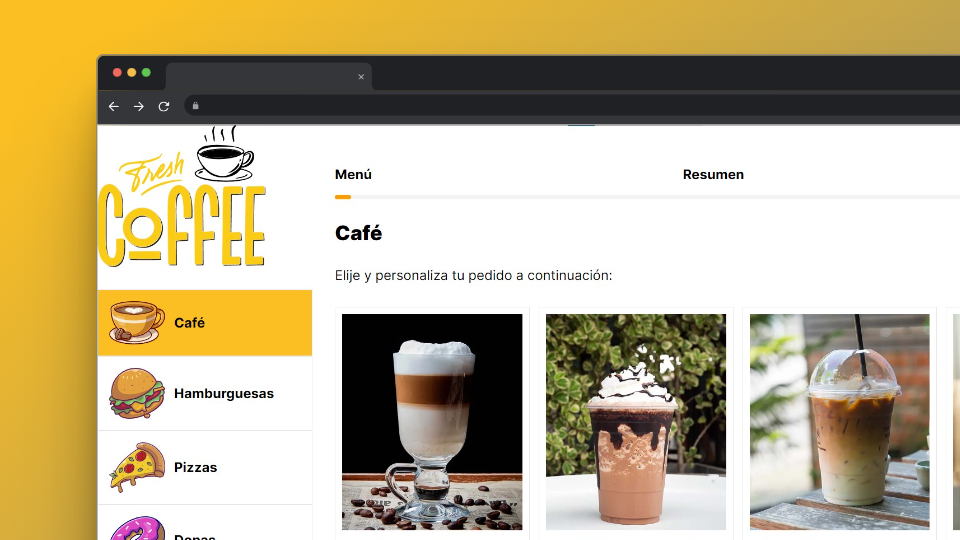 Fresh
COFFEE
Menú
Resumen
Café
Elije y personaliza tu pedido a continuación:
Café
Hamburguesas
Pizzas
Donas